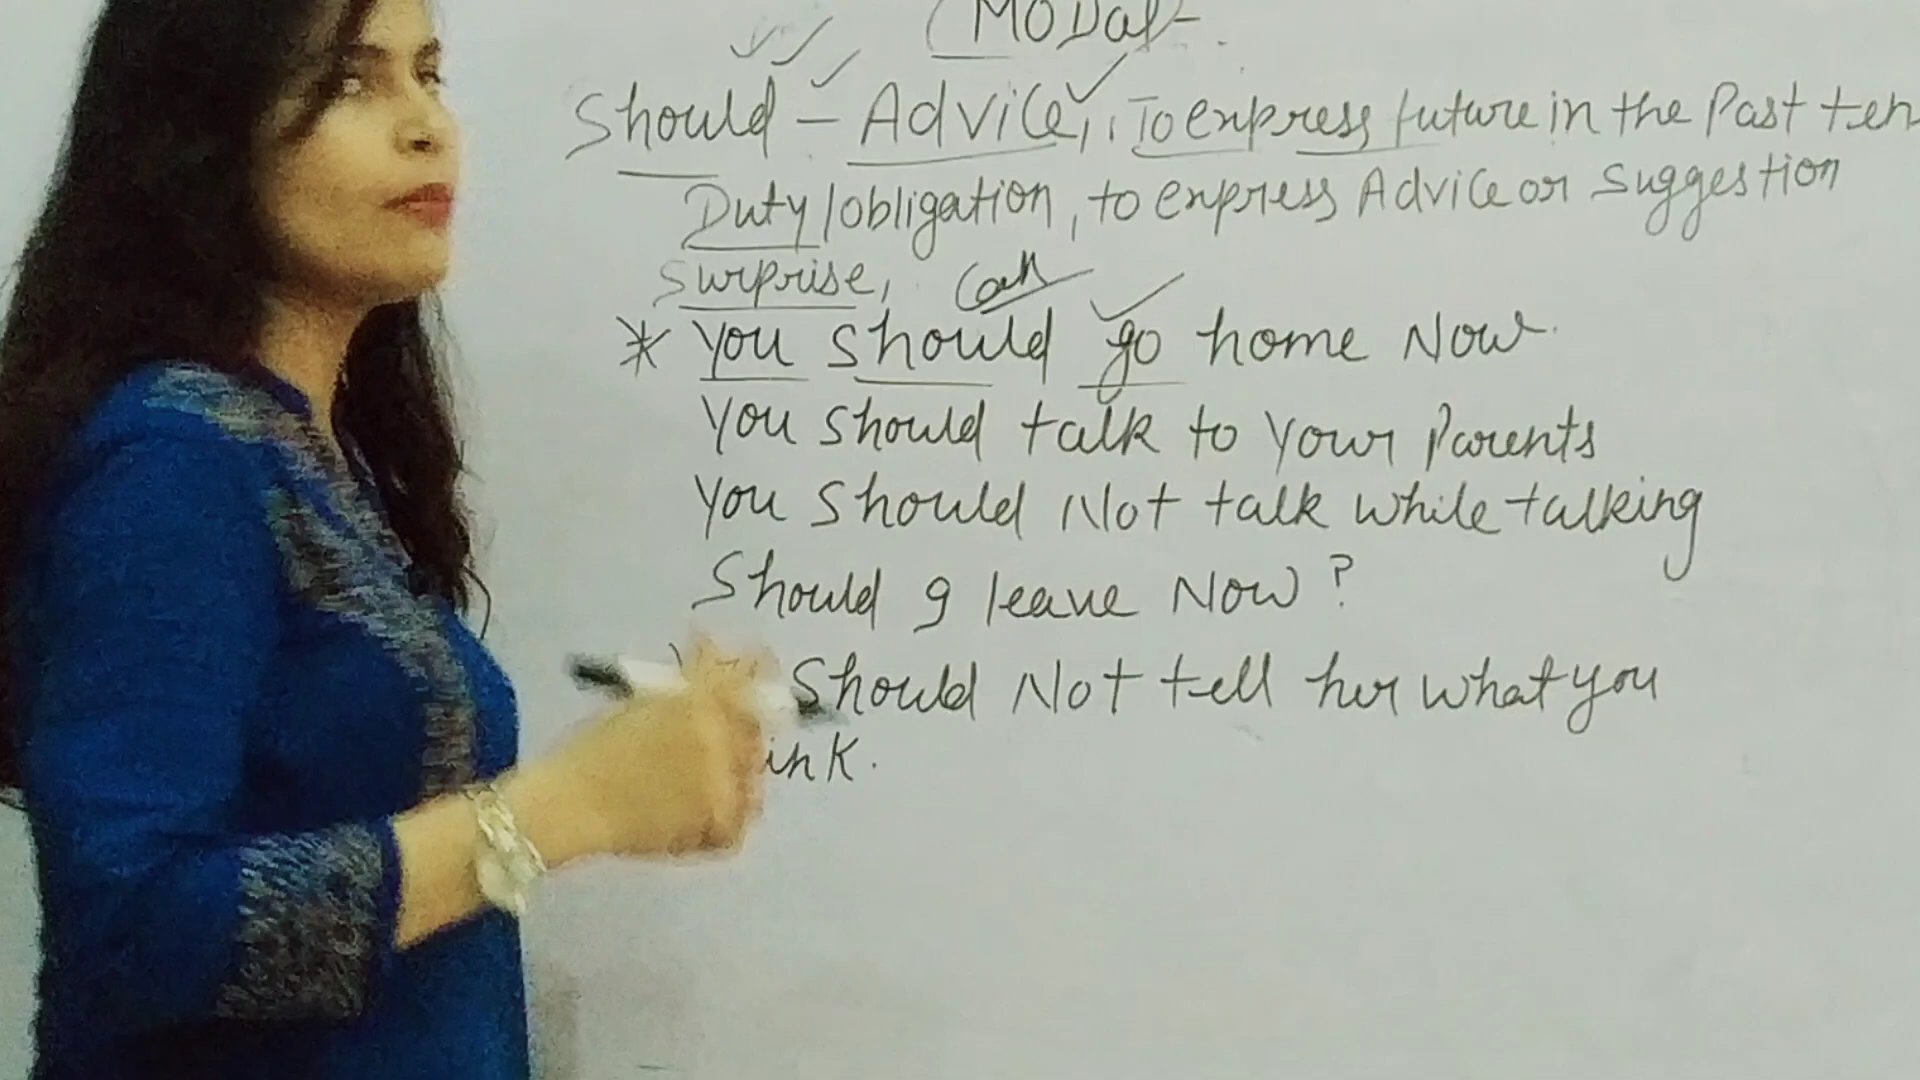 (Modal-
Should - Advice, To express future in the Past ten
Duty/obligation, to express Advice or suggestion
Surprise,
* You should go home Now.
You should talk to Your Parents
You should Not talk while talking
Should I leave Now?
Should Not tell her what you
ink.